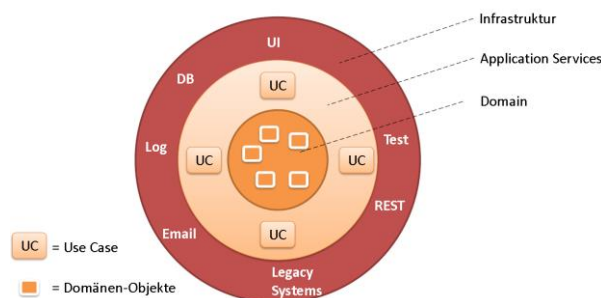 Infrastruktur
UI
Application Services
DB
UC
Domain
Log
Test
UC
UC
REST
Email
UC
UC = Use Case
Legacy
Systems
= Domänen-Objekte